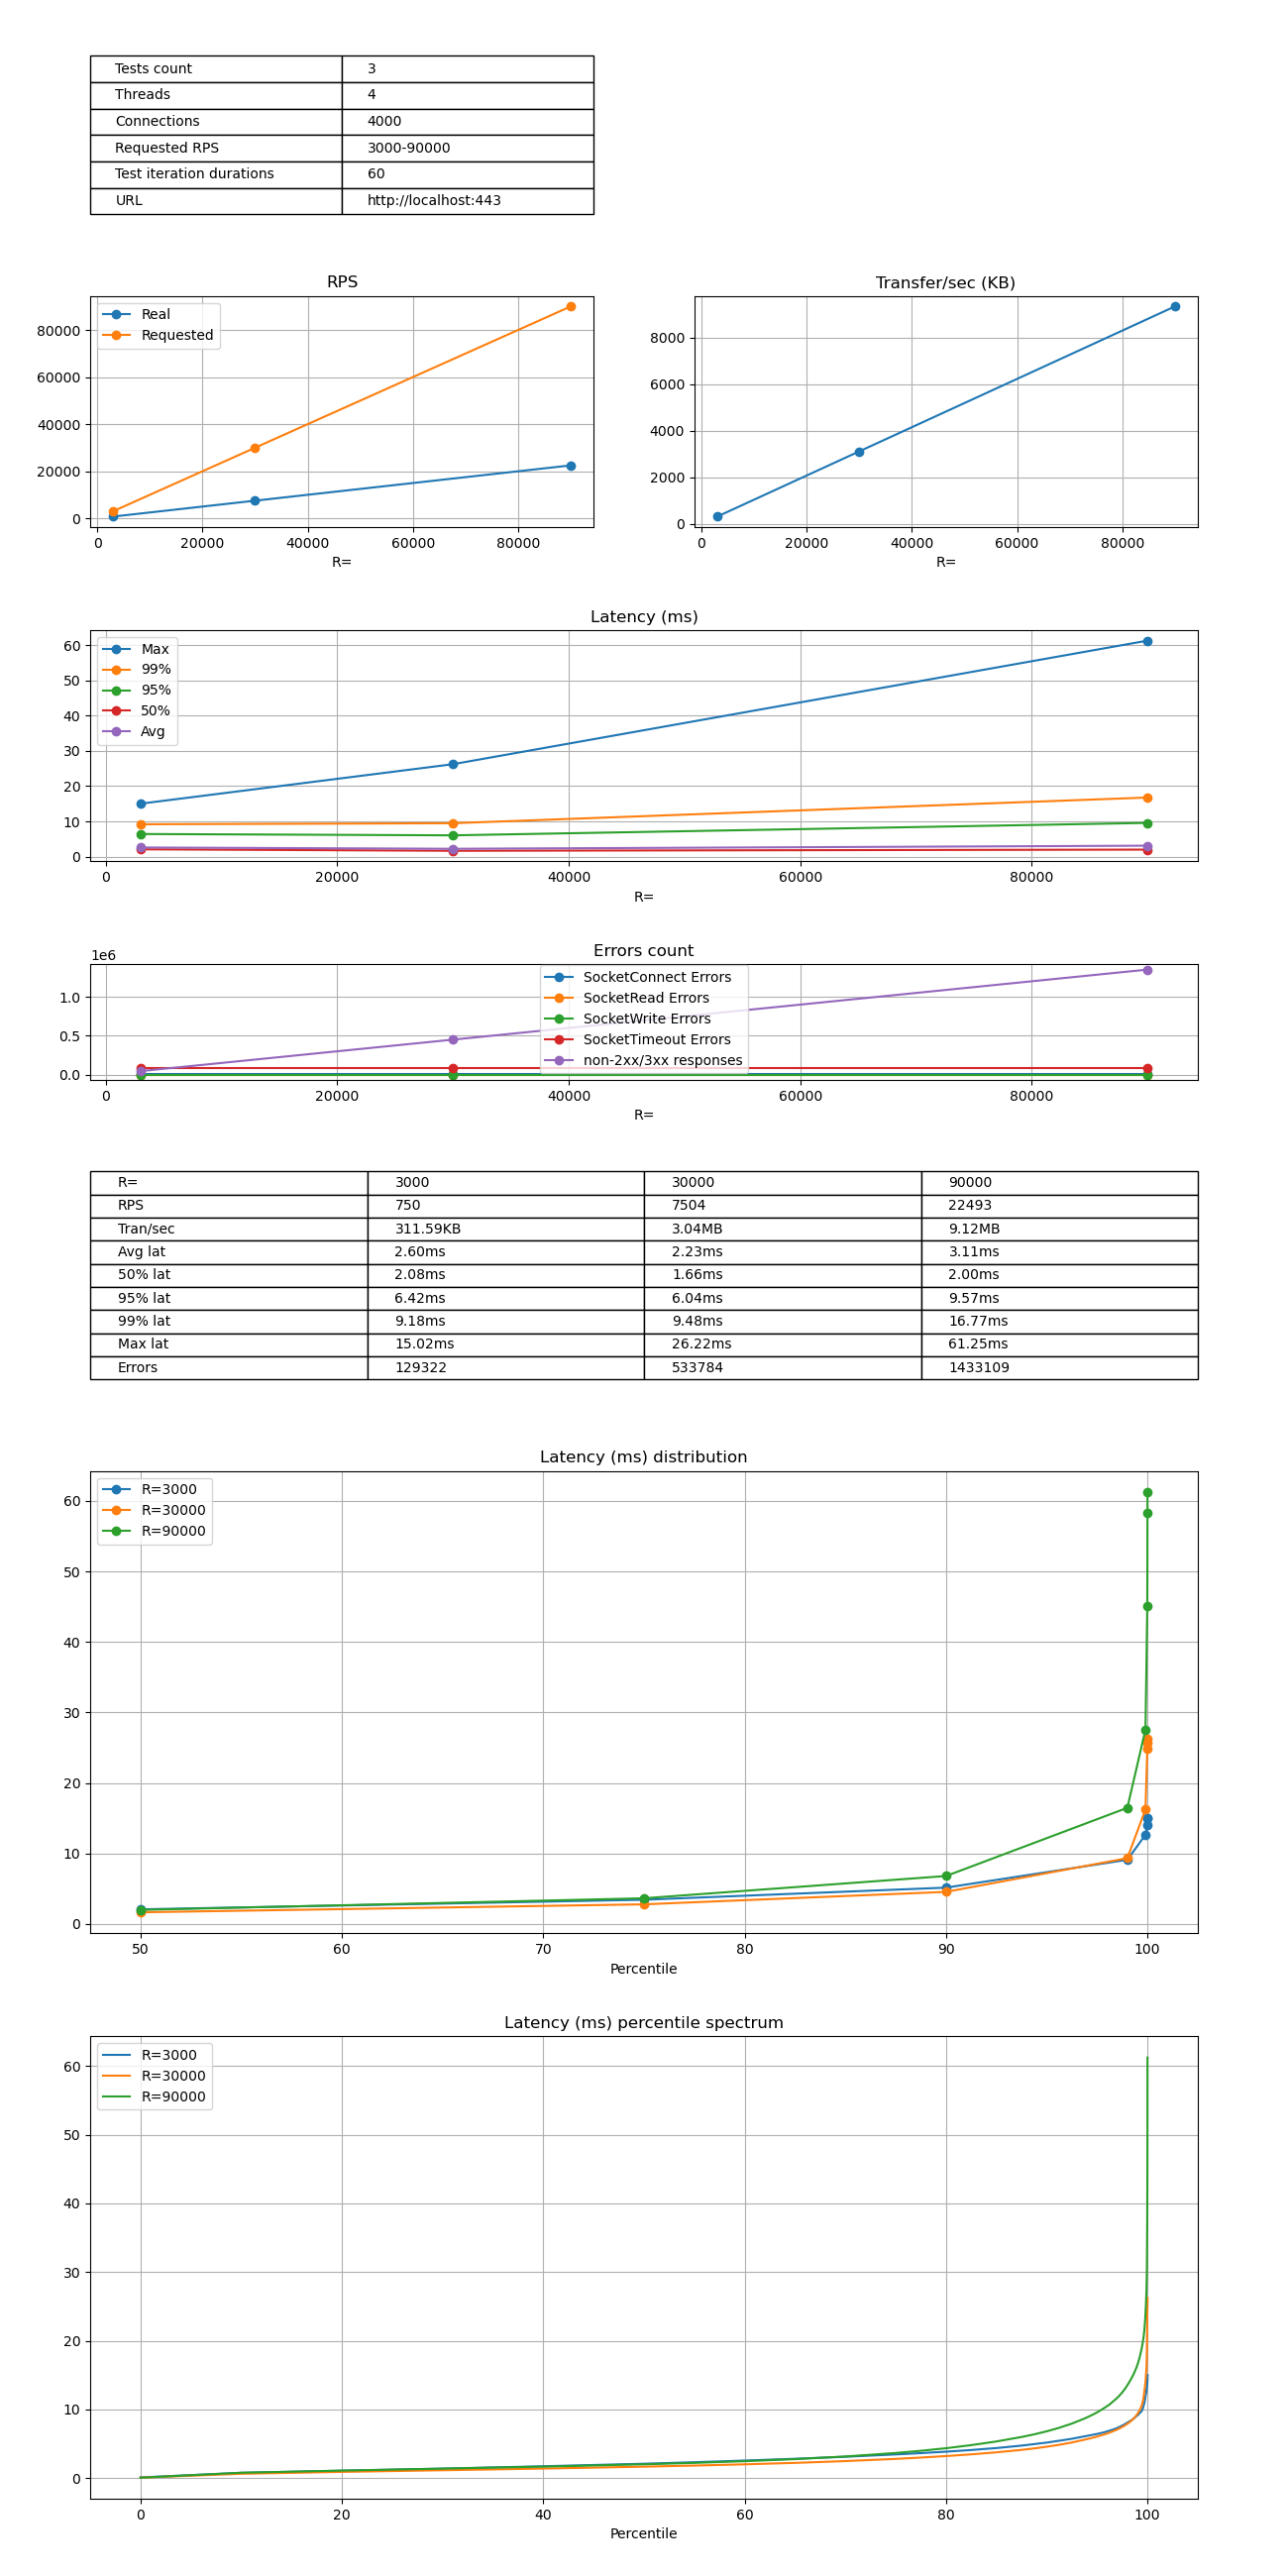 Tests count 3
Threads 4
Connections 4000
Requested RPS 3000-90000
Test iteration durations 60
URL http://localhost:443
RPS
Real
Requested
80000
60000
40000
20000
0
0 20000 40000 60000 80000
R=
Transfer/sec (KB)
8000
6000
4000
2000
0
0 20000 40000 60000 80000
R=
Latency (ms)
Max
99%
95%
50%
Avg
60
50
40
30
20
10
0
0 20000 40000 60000 80000
R=
Errors count
1e6
SocketConnect Errors
SocketRead Errors
SocketWrite Errors
SocketTimeout Errors
non-2xx/3xx responses
1.0
0.5
0.0
0 20000 40000 60000 80000
R=
R= 3000 30000 90000
RPS 750 7504 22493
Tran/sec 311.59KB 3.04MB 9.12MB
Avg lat 2.60ms 2.23ms 3.11ms
50% lat 2.08ms 1.66ms 2.00ms
95% lat 6.42ms 6.04ms 9.57ms
99% lat 9.18ms 9.48ms 16.77ms
Max lat 15.02ms 26.22ms 61.25ms
Errors 129322 533784 1433109
Latency (ms) distribution
R=3000
R=30000
R=90000
60
50
40
30
20
10
0
50 60 70 80 90 100
Percentile
Latency (ms) percentile spectrum
R=3000
R=30000
R=90000
60
50
40
30
20
10
0
0 20 40 60 80 100
Percentile